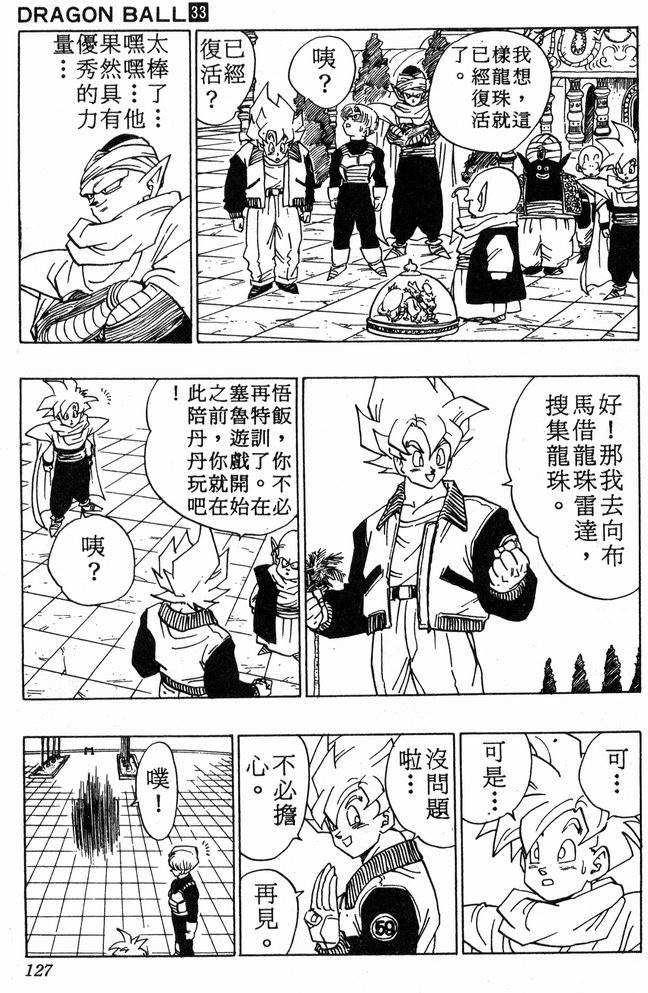 DRAGON BALL 33
我想，這
樣龍珠就
已經復活
了。
咦？
已經
復活？
太棒了…
嘿嘿…他
果然具有
優秀的力
量…
好！那我去向布
馬借龍珠雷達，
搜集龍珠。
悟飯，你不必
再特訓了。在
塞魯遊戲開始
之前，你就在
此陪丹丹玩吧
！
咦？
可…
可是…
沒問題
啦…
不必擔
心。
再見。
59
噗！
127